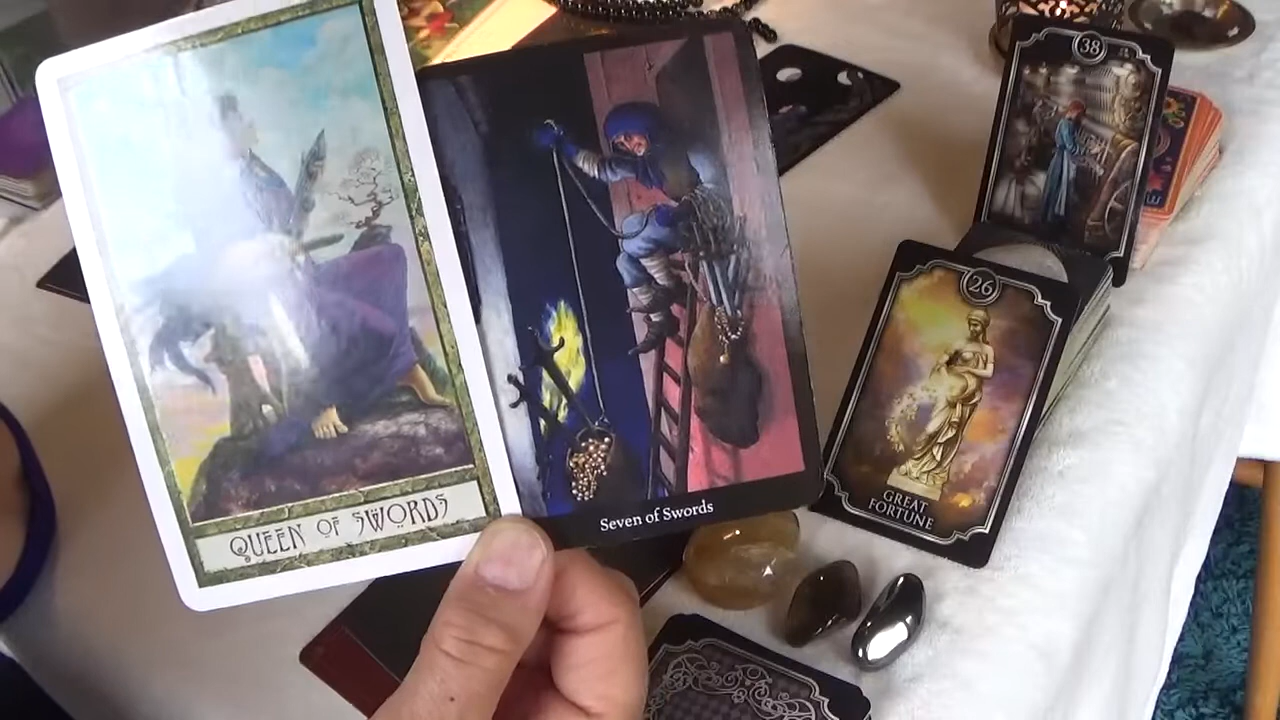 QUEEN OF SWORDS
Seven of Swords
38
26
GREAT
FORTUNE